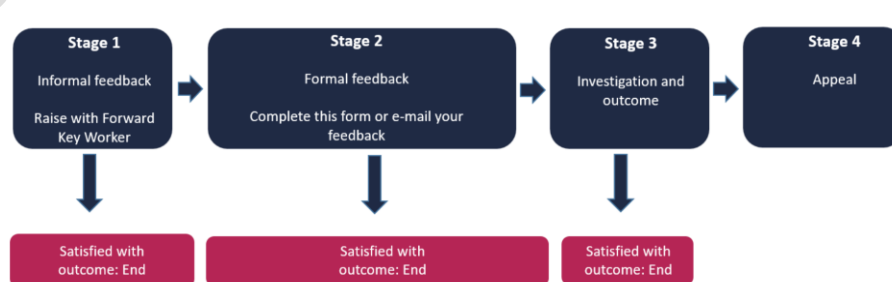 Stage 1
Informal feedback
Raise with Forward
Key Worker
Stage 2
Formal feedback
Complete this form or e-mail your
feedback
Stage 3
Investigation and
outcome
Stage 4
Appeal
Satisfied with
outcome: End
Satisfied with
outcome: End
Satisfied with
outcome: End